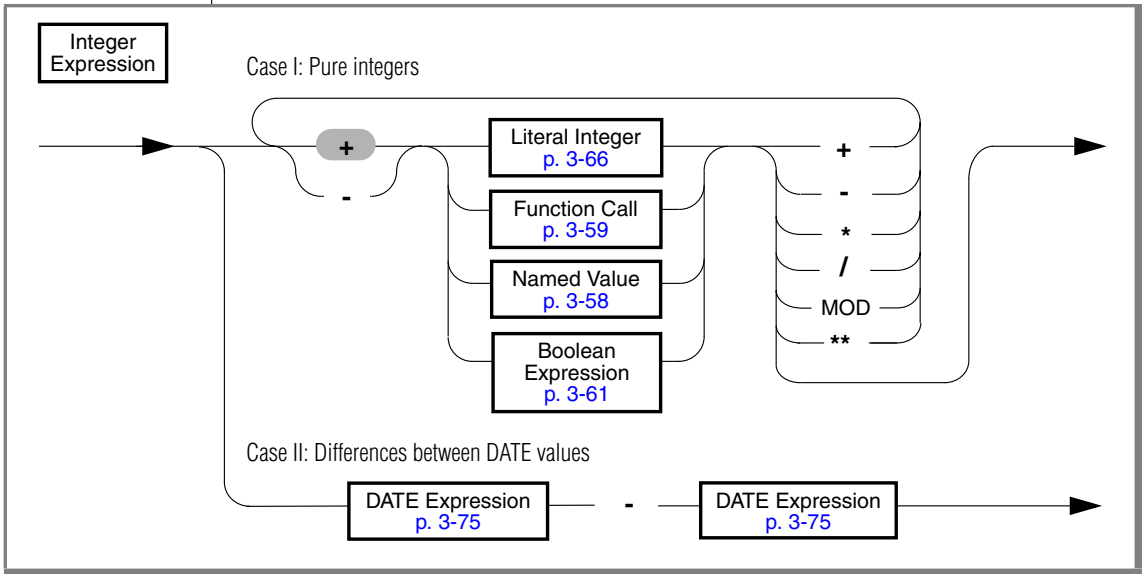 Integer
Expression
Case I: Pure integers
+
-
Literal Integer
p. 3-66
Function Call
p. 3-59
Named Value
p. 3-58
Boolean
Expression
p. 3-61
+
-
*
/
MOD
**
Case II: Differences between DATE values
DATE Expression
p. 3-75
-
DATE Expression
p. 3-75